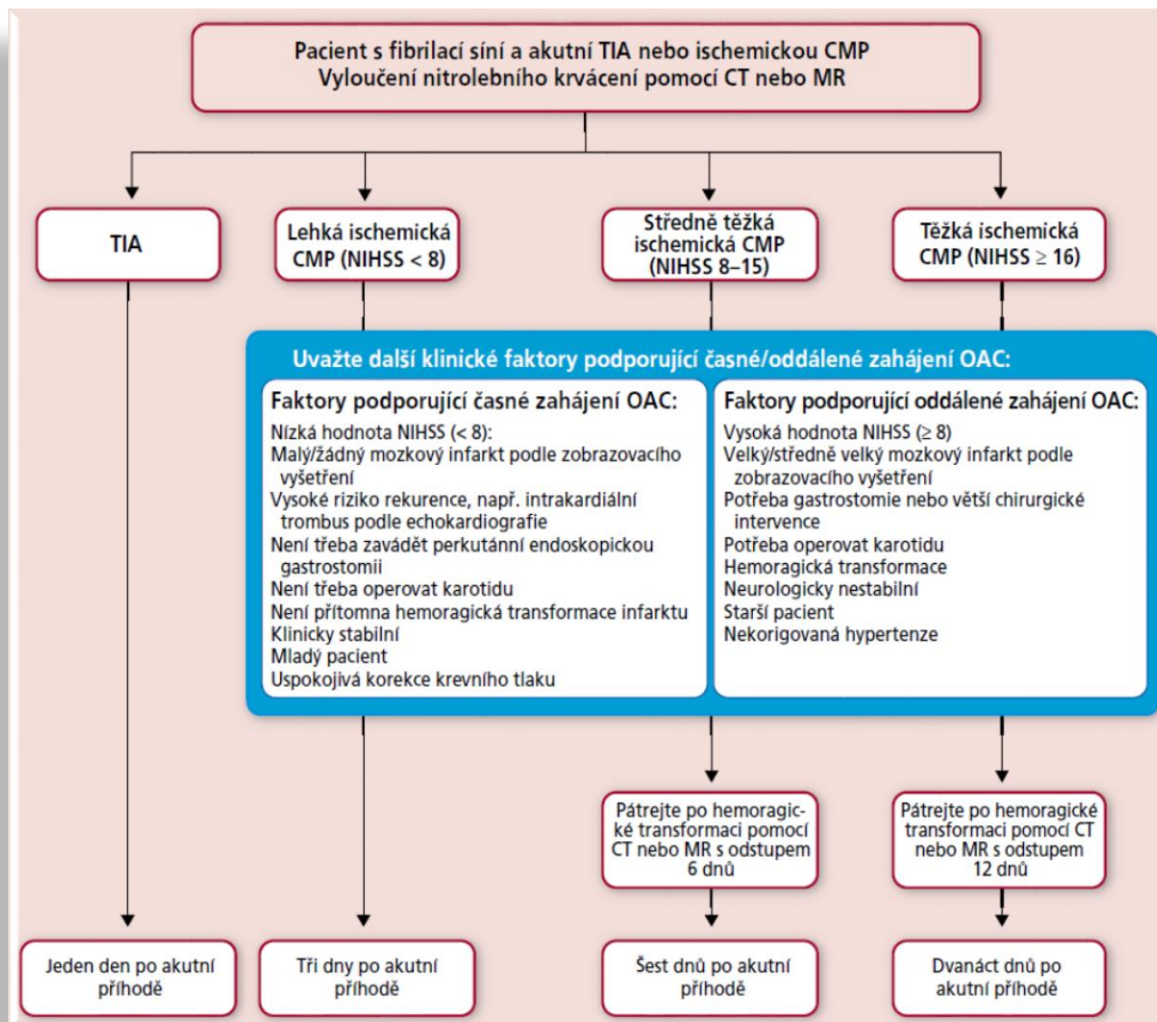 Pacient s fibrilací síní a akutní TIA nebo ischemickou CMP
Vyloučení nitrolebního krvácení pomocí CT nebo MR
TIA
Lehká ischemická
CMP (NIHSS < 8)
Středně těžká
ischemická CMP
(NIHSS 8–15)
Těžká ischemická
CMP (NIHSS ≥ 16)
Uvažte další klinické faktory podporující časné/oddálené zahájení OAC:
Faktory podporující časné zahájení OAC:
Nízká hodnota NIHSS (< 8):
Malý/žádný mozkový infarkt podle zobrazovacího
vyšetření
Vysoké riziko rekurence, např. intrakardiální
trombus podle echokardiografie
Není třeba zavádět perkutánní endoskopickou
gastrostomii
Není třeba operovat karotidu
Není přítomna hemoragická transformace infarktu
Klinicky stabilní
Mladý pacient
Uspokojivá korekce krevního tlaku
Faktory podporující oddálené zahájení OAC:
Vysoká hodnota NIHSS (≥ 8)
Velký/středně velký mozkový infarkt podle
zobrazovacího vyšetření
Potřeba gastrostomie nebo větší chirurgické
intervence
Potřeba operovat karotidu
Hemoragická transformace
Neurologicky nestabilní
Starší pacient
Nekorigovaná hypertenze
Pátrejte po hemoragic-
ké transformaci pomocí
CT nebo MR s odstupem
6 dnů
Pátrejte po hemoragické
transformaci pomocí CT
nebo MR s odstupem
12 dnů
Jeden den po akutní
příhodě
Tři dny po akutní
příhodě
Šest dnů po akutní
příhodě
Dvanáct dnů po
akutní příhodě